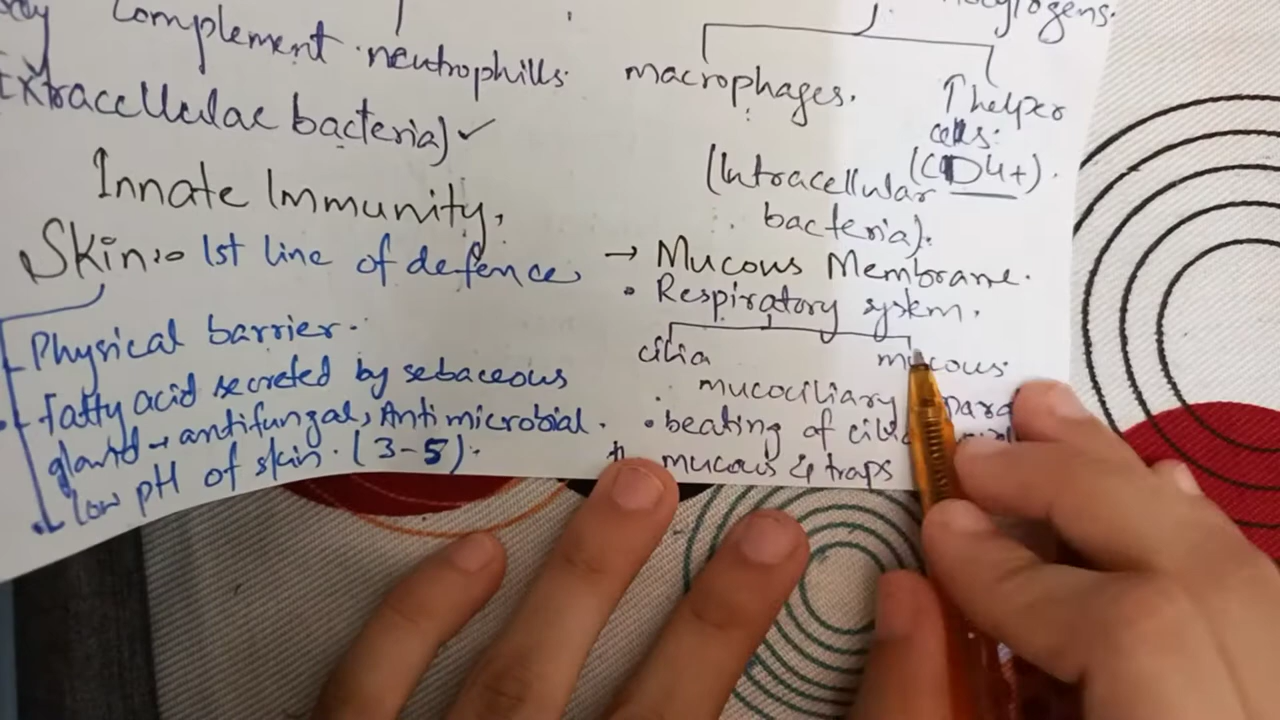 Complement neutrophills.
Extracellular bacteria) ✓
Innate Immunity.
Skin:- 1st line of defence
Physical barrier.
fatty acid secreted by sebaceous
gland → antifungal, Antimicrobial.
low pH of skin. (3-5).
macrophages.
T helper
cells:
(CD4+).
(Intracellular
bacteria).
→ Mucous Membrane.
• Respiratory system.
cilia mucous
mucociliary
• beating of
mucous & traps